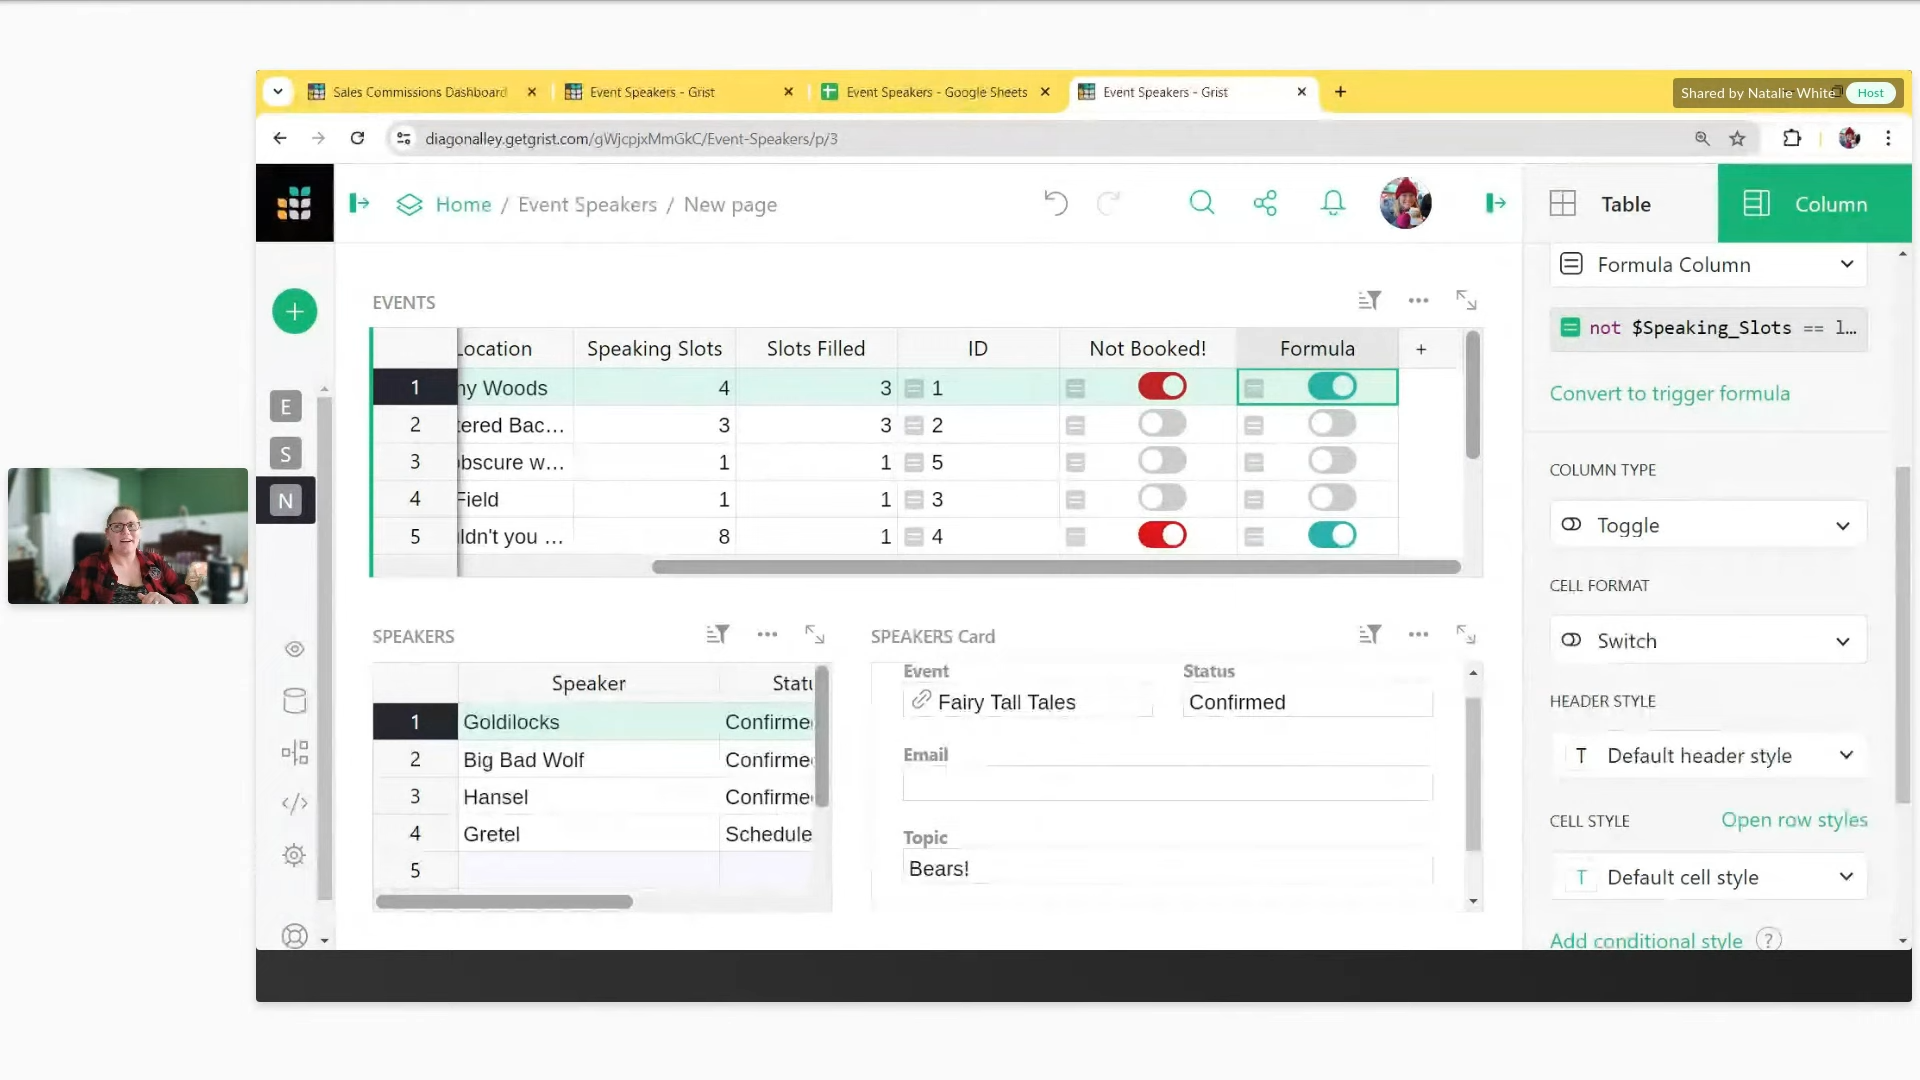 Sales Commissions Dashboard
Event Speakers - Grist
Event Speakers - Google Sheets
Event Speakers - Grist
Shared by Natalie White
Host
diagonalley.getgrist.com/gWjcpjxMmGkC/Event-Speakers/p/3
Home / Event Speakers / New page
Table
Column
EVENTS
Location Speaking Slots Slots Filled ID Not Booked! Formula +
1 ny Woods 4 3 1
2 tered Bac... 3 3 2
3 obscure w... 1 1 5
4 Field 1 1 3
5 ldn't you ... 8 1 4
E
S
N
SPEAKERS
Speaker Statu
1 Goldilocks Confirme
2 Big Bad Wolf Confirme
3 Hansel Confirme
4 Gretel Schedule
5
SPEAKERS Card
Event Status
Fairy Tall Tales Confirmed
Email
Topic
Bears!
Formula Column
not $Speaking_Slots == l...
Convert to trigger formula
COLUMN TYPE
Toggle
CELL FORMAT
Switch
HEADER STYLE
T Default header style
CELL STYLE Open row styles
T Default cell style
Add conditional style ?